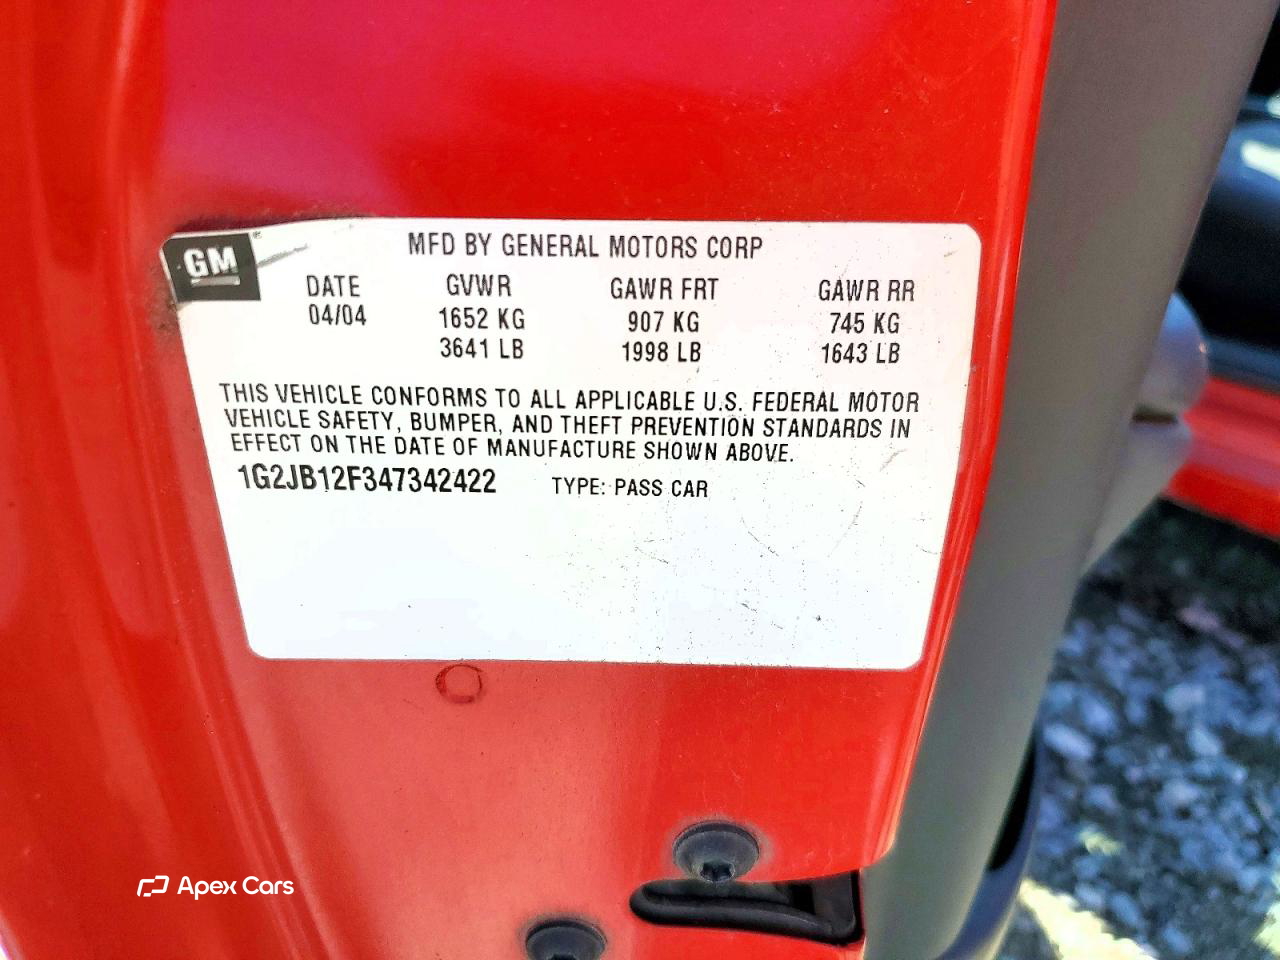 GM
MFD BY GENERAL MOTORS CORP
DATE GVWR GAWR FRT GAWR RR
04/04 1652 KG 907 KG 745 KG
3641 LB 1998 LB 1643 LB
THIS VEHICLE CONFORMS TO ALL APPLICABLE U.S. FEDERAL MOTOR
VEHICLE SAFETY, BUMPER, AND THEFT PREVENTION STANDARDS IN
EFFECT ON THE DATE OF MANUFACTURE SHOWN ABOVE.
1G2JB12F347342422 TYPE: PASS CAR
Apex Cars